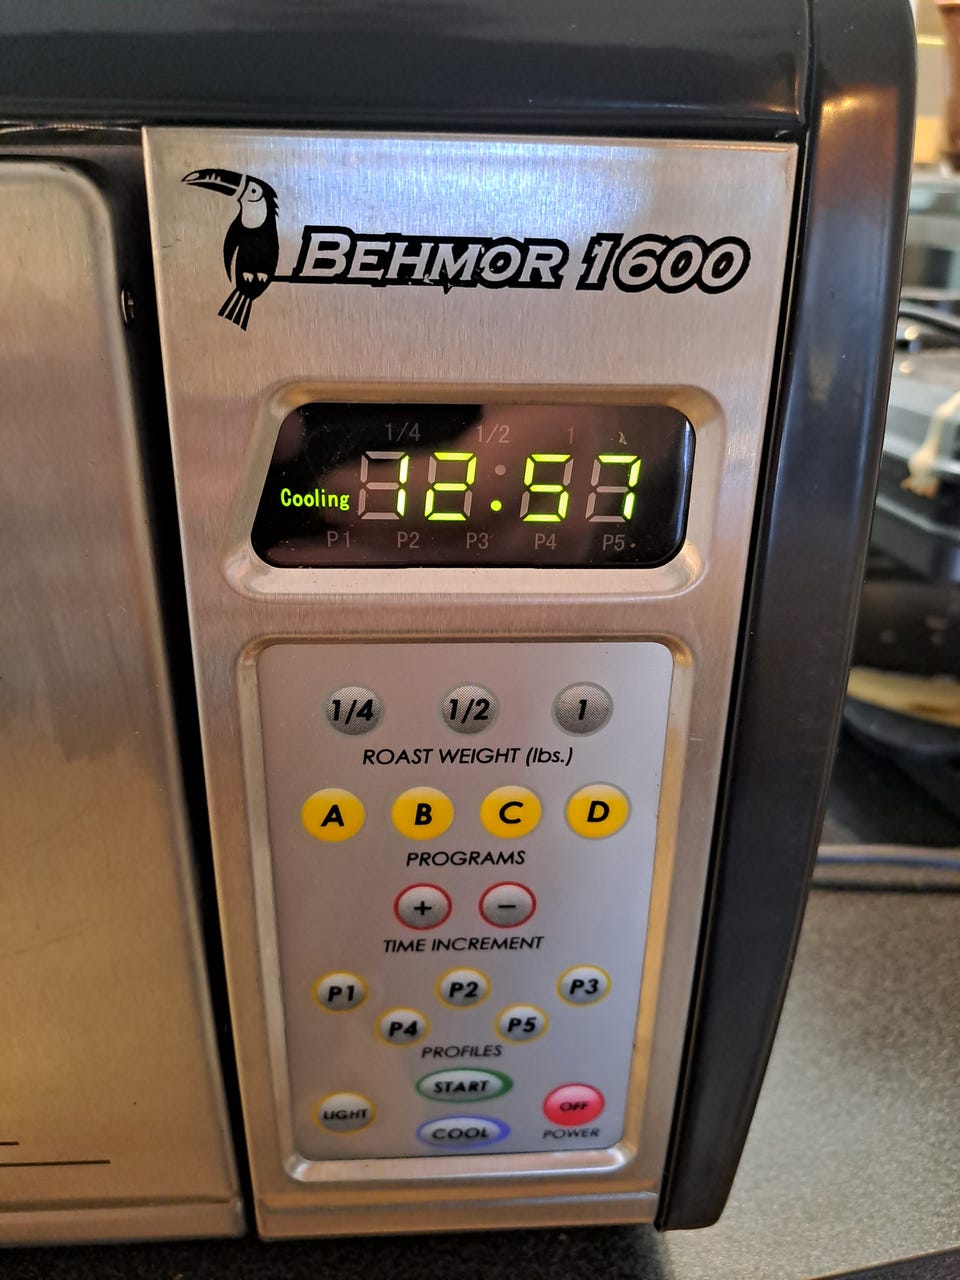 BEHMOR 1600
1/4 1/2 1
Cooling 12:57
P1 P2 P3 P4 P5
1/4 1/2 1
ROAST WEIGHT (lbs.)
A B C D
PROGRAMS
+ −
TIME INCREMENT
P1 P2 P3
P4 P5
PROFILES
START
LIGHT OFF
COOL POWER